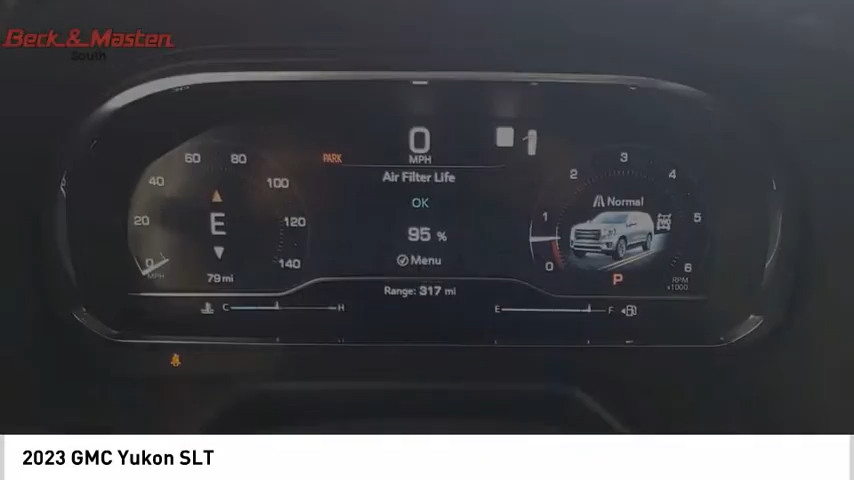 Beck & Masten
South
0
MPH
PARK
Air Filter Life
OK
95 %
Menu
Range: 317 mi
0
20
40
60
80
100
120
140
MPH
E
79 mi
C
H
0
1
2
3
4
5
6
Normal
2WD
P
RPM
x1000
E
F
2023 GMC Yukon SLT